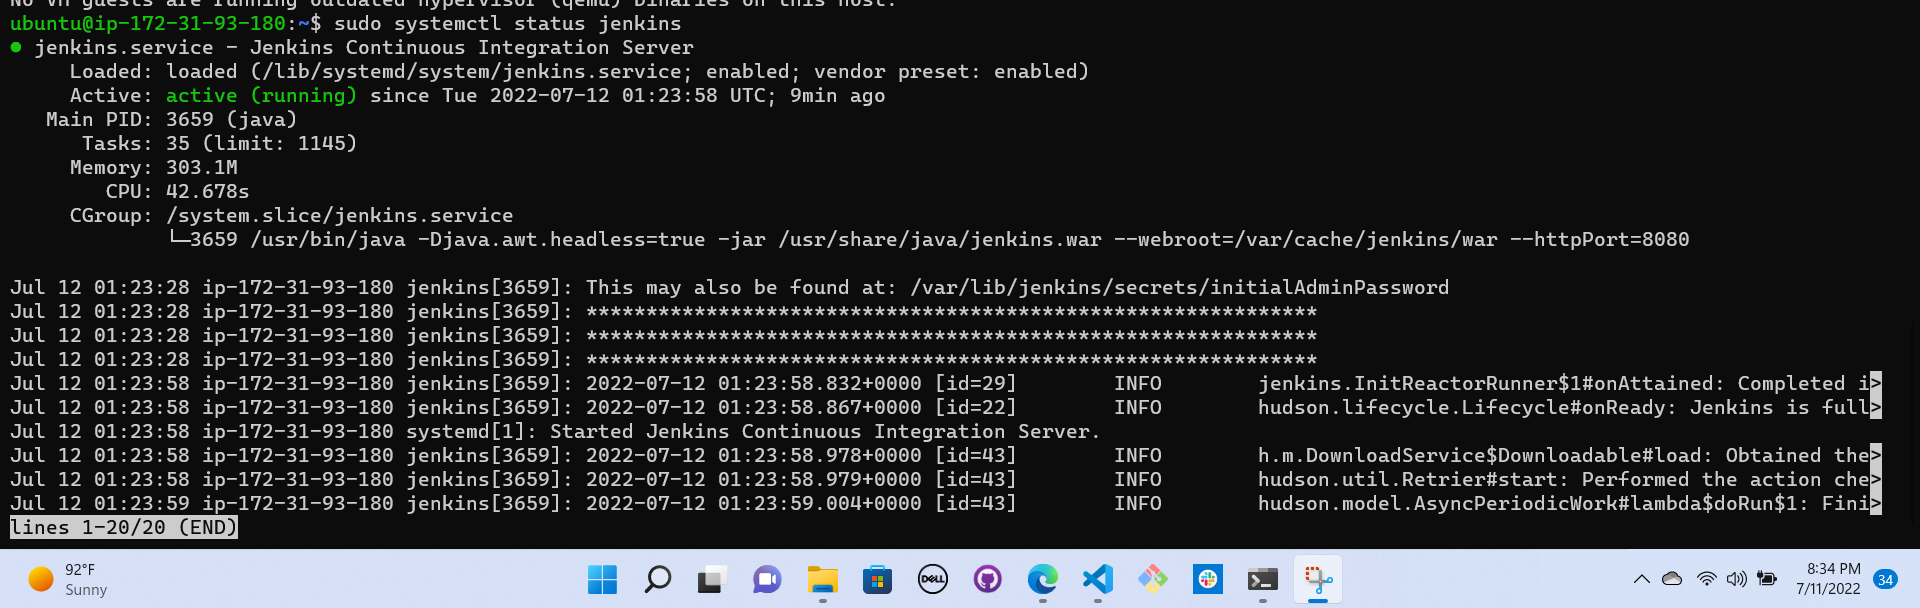 No VM guests are running outdated hypervisor (qemu) binaries on this host.
ubuntu@ip-172-31-93-180:~$ sudo systemctl status jenkins
● jenkins.service - Jenkins Continuous Integration Server
Loaded: loaded (/lib/systemd/system/jenkins.service; enabled; vendor preset: enabled)
Active: active (running) since Tue 2022-07-12 01:23:58 UTC; 9min ago
Main PID: 3659 (java)
Tasks: 35 (limit: 1145)
Memory: 303.1M
CPU: 42.678s
CGroup: /system.slice/jenkins.service
└─3659 /usr/bin/java -Djava.awt.headless=true -jar /usr/share/java/jenkins.war --webroot=/var/cache/jenkins/war --httpPort=8080
Jul 12 01:23:28 ip-172-31-93-180 jenkins[3659]: This may also be found at: /var/lib/jenkins/secrets/initialAdminPassword
Jul 12 01:23:28 ip-172-31-93-180 jenkins[3659]: *************************************************************
Jul 12 01:23:28 ip-172-31-93-180 jenkins[3659]: *************************************************************
Jul 12 01:23:28 ip-172-31-93-180 jenkins[3659]: *************************************************************
Jul 12 01:23:58 ip-172-31-93-180 jenkins[3659]: 2022-07-12 01:23:58.832+0000 [id=29] INFO jenkins.InitReactorRunner$1#onAttained: Completed i>
Jul 12 01:23:58 ip-172-31-93-180 jenkins[3659]: 2022-07-12 01:23:58.867+0000 [id=22] INFO hudson.lifecycle.Lifecycle#onReady: Jenkins is full>
Jul 12 01:23:58 ip-172-31-93-180 systemd[1]: Started Jenkins Continuous Integration Server.
Jul 12 01:23:58 ip-172-31-93-180 jenkins[3659]: 2022-07-12 01:23:58.978+0000 [id=43] INFO h.m.DownloadService$Downloadable#load: Obtained the>
Jul 12 01:23:58 ip-172-31-93-180 jenkins[3659]: 2022-07-12 01:23:58.979+0000 [id=43] INFO hudson.util.Retrier#start: Performed the action che>
Jul 12 01:23:59 ip-172-31-93-180 jenkins[3659]: 2022-07-12 01:23:59.004+0000 [id=43] INFO hudson.model.AsyncPeriodicWork#lambda$doRun$1: Fini>
lines 1-20/20 (END)
92°F
Sunny
DELL
8:34 PM
7/11/2022
34